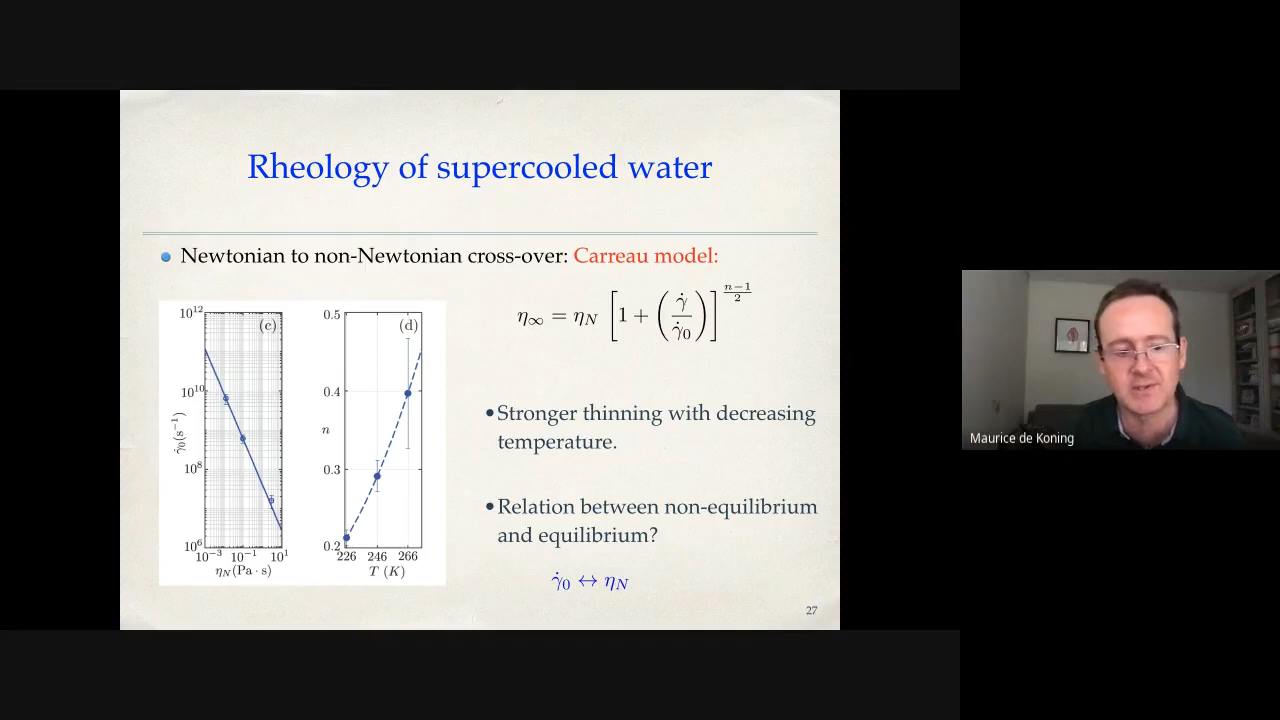 Rheology of supercooled water
Newtonian to non-Newtonian cross-over: Carreau model:
η∞ = η_N [1 + (γ̇/γ̇₀)]^((n−1)/2)
10¹²
10¹⁰
10⁸
10⁶
γ̇₀(s⁻¹)
(c)
10⁻³ 10⁻¹ 10¹
η_N(Pa · s)
0.5
0.4
n
0.3
0.2
(d)
226 246 266
T (K)
•Stronger thinning with decreasing
temperature.
•Relation between non-equilibrium
and equilibrium?
γ̇₀ ↔ η_N
27
Maurice de Koning